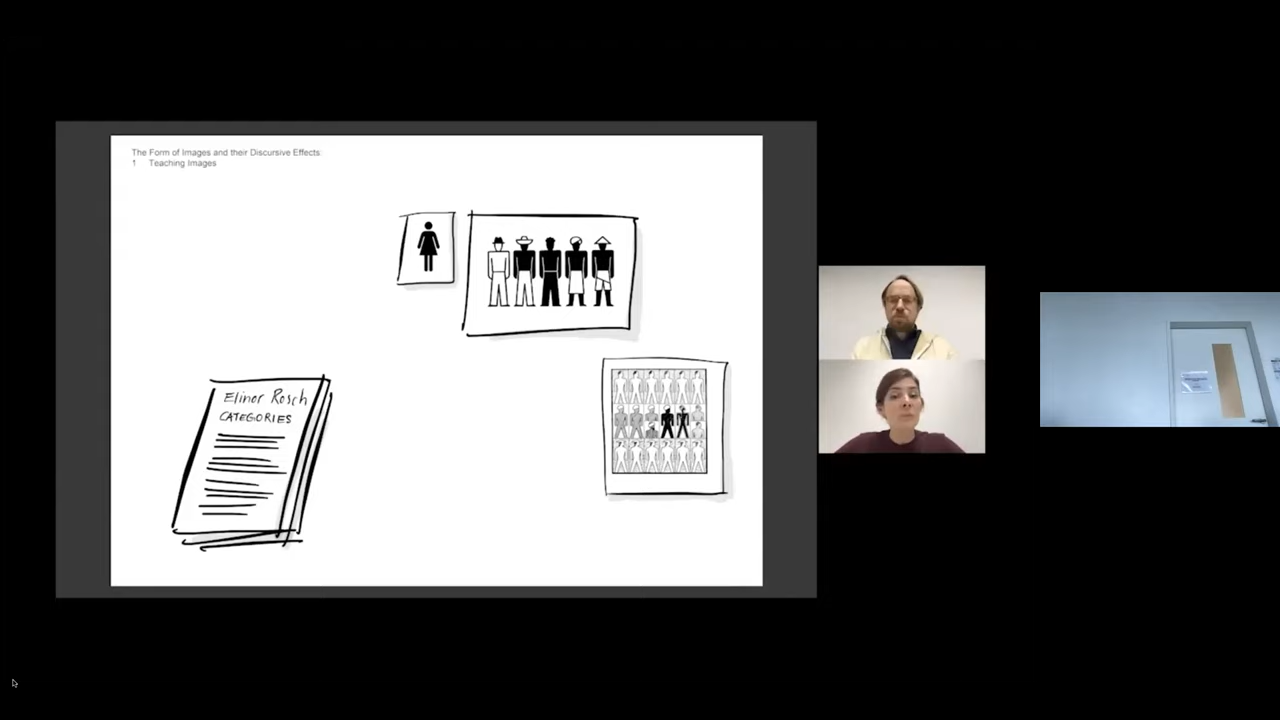 The Form of Images and their Discursive Effects:
1 Teaching Images
Elinor Rosch
CATEGORIES